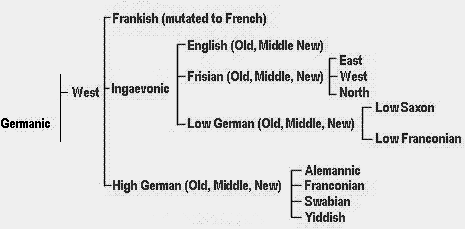 Frankish (mutated to French)
English (Old, Middle New)
East
West
Ingaevonic
Frisian (Old, Middle, New)
West
North
Germanic
Low German (Old, Middle, New)
Low Saxon
Low Franconian
High German (Old, Middle, New)
Alemannic
Franconian
Swabian
Yiddish